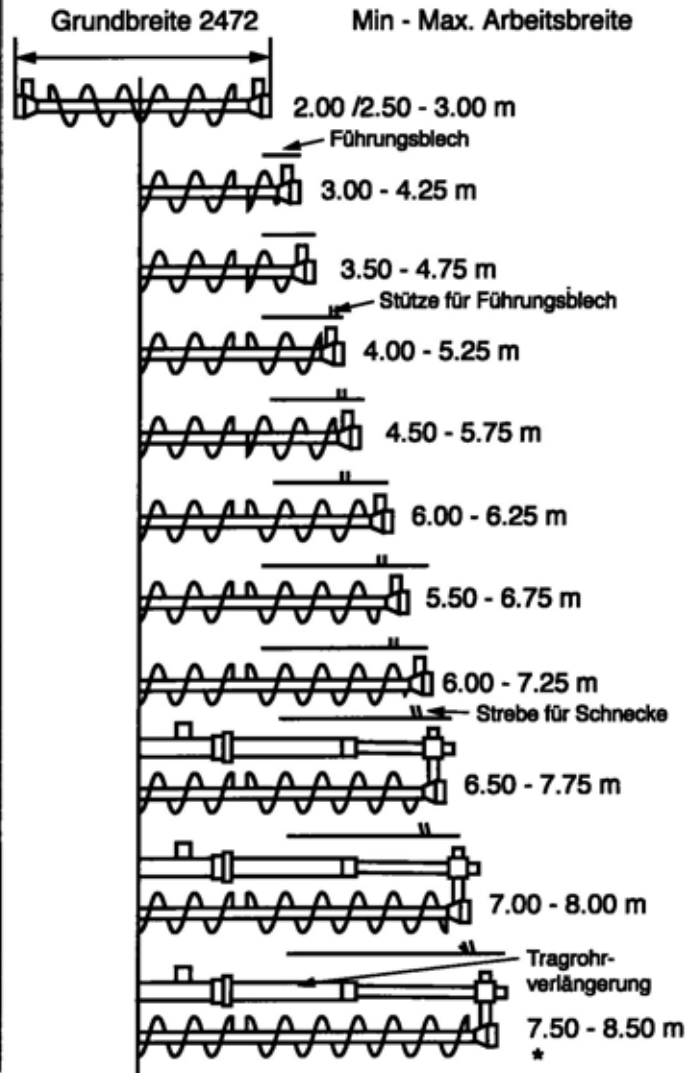 Grundbreite 2472
Min - Max. Arbeitsbreite
2.00 /2.50 - 3.00 m
Führungsblech
3.00 - 4.25 m
3.50 - 4.75 m
Stütze für Führungsblech
4.00 - 5.25 m
4.50 - 5.75 m
6.00 - 6.25 m
5.50 - 6.75 m
6.00 - 7.25 m
Strebe für Schnecke
6.50 - 7.75 m
7.00 - 8.00 m
Tragrohr-
verlängerung
7.50 - 8.50 m
*